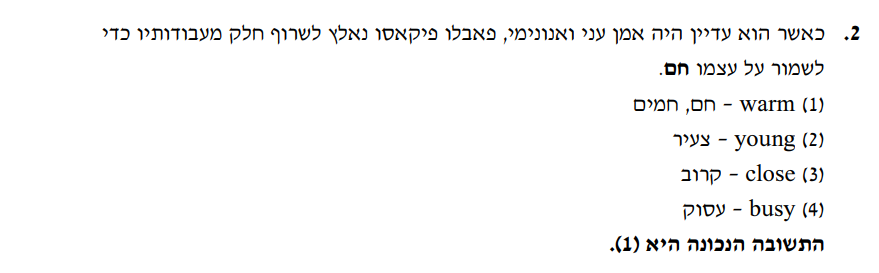 2. כאשר הוא עדיין היה אמן עני ואנונימי, פאבלו פיקאסו נאלץ לשרוף חלק מעבודותיו כדי
לשמור על עצמו חם.
(1) warm – חם, חמים
(2) young – צעיר
(3) close – קרוב
(4) busy – עסוק
התשובה הנכונה היא (1).